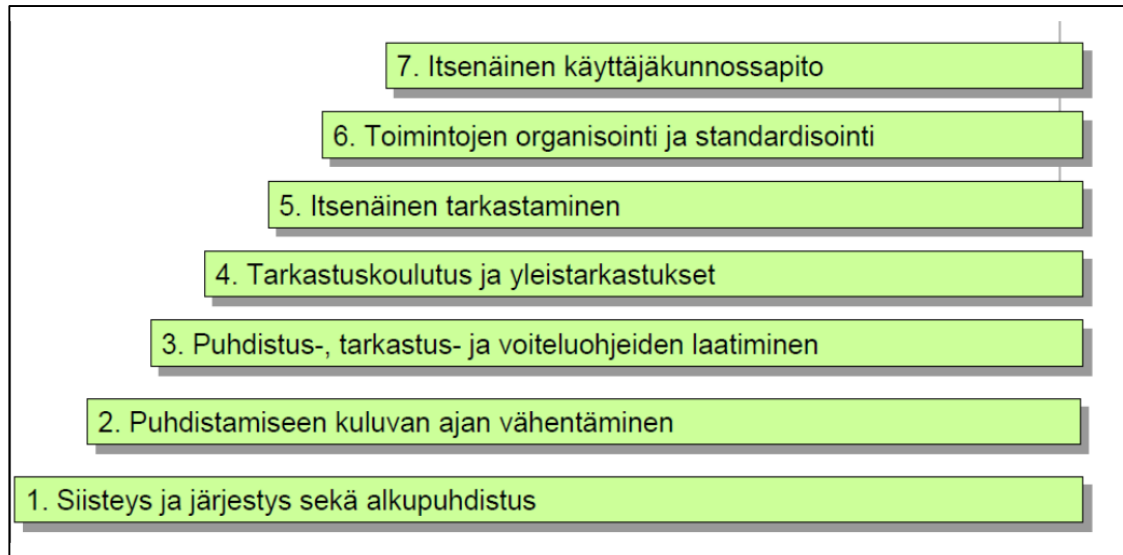 7. Itsenäinen käyttäjäkunnossapito
6. Toimintojen organisointi ja standardisointi
5. Itsenäinen tarkastaminen
4. Tarkastuskoulutus ja yleistarkastukset
3. Puhdistus-, tarkastus- ja voiteluohjeiden laatiminen
2. Puhdistamiseen kuluvan ajan vähentäminen
1. Siisteys ja järjestys sekä alkupuhdistus